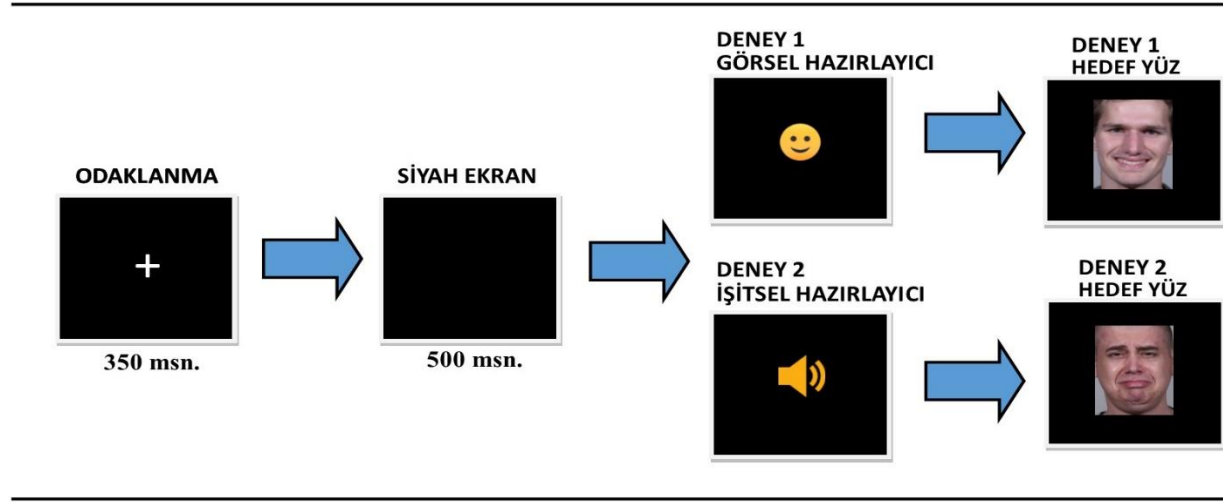 ODAKLANMA
350 msn.
SİYAH EKRAN
500 msn.
DENEY 1
GÖRSEL HAZIRLAYICI
DENEY 1
HEDEF YÜZ
DENEY 2
İŞİTSEL HAZIRLAYICI
DENEY 2
HEDEF YÜZ